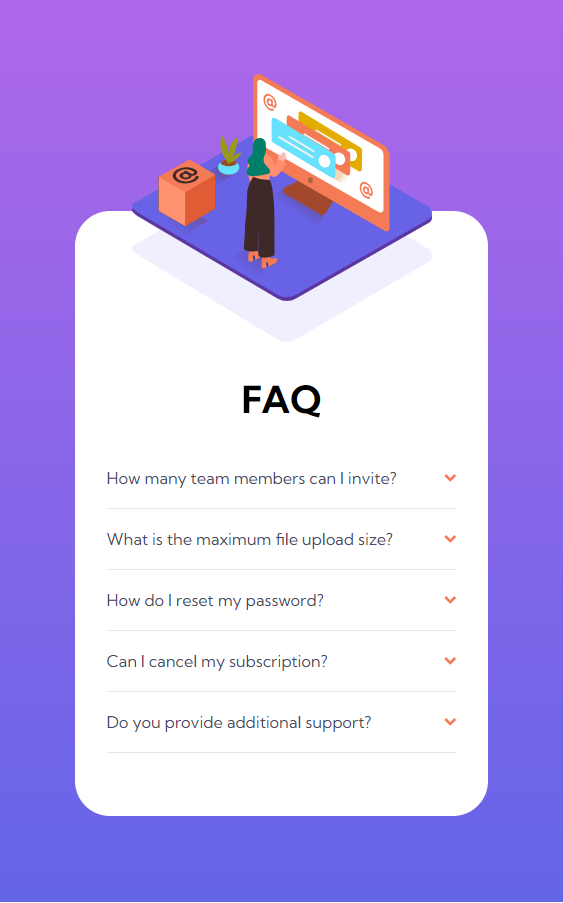 @
@
@
FAQ
How many team members can I invite?
What is the maximum file upload size?
How do I reset my password?
Can I cancel my subscription?
Do you provide additional support?